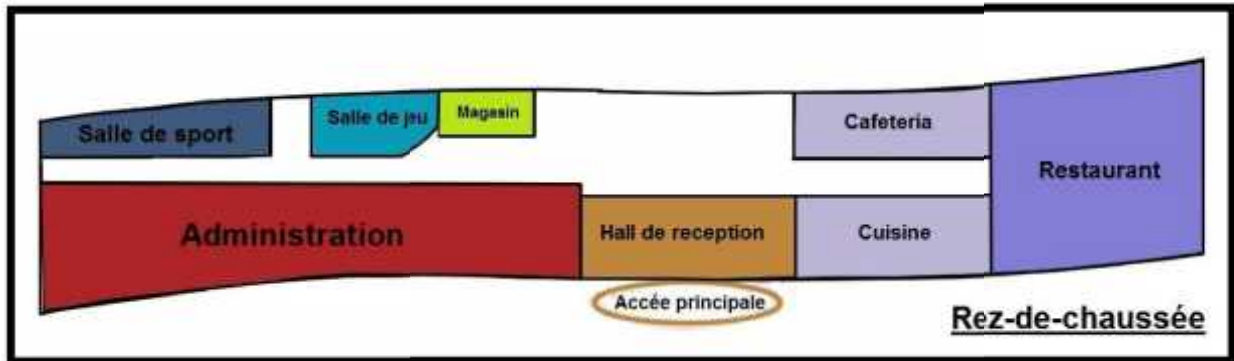 Salle de sport
Salle de jeu
Magasin
Cafeteria
Restaurant
Administration
Hall de reception
Cuisine
Accée principale
Rez-de-chaussée